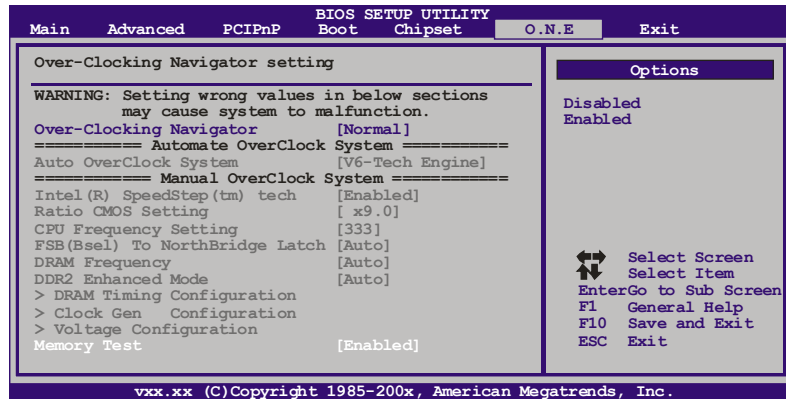 BIOS SETUP UTILITY
Main Advanced PCIPnP Boot Chipset O.N.E Exit
Over-Clocking Navigator setting
WARNING: Setting wrong values in below sections
may cause system to malfunction.
Over-Clocking Navigator [Normal]
=========== Automate OverClock System ===========
Auto OverClock System [V6-Tech Engine]
============ Manual OverClock System ============
Intel(R) SpeedStep(tm) tech [Enabled]
Ratio CMOS Setting [ x9.0]
CPU Frequency Setting [333]
FSB(Bsel) To NorthBridge Latch [Auto]
DRAM Frequency [Auto]
DDR2 Enhanced Mode [Auto]
> DRAM Timing Configuration
> Clock Gen Configuration
> Voltage Configuration
Memory Test [Enabled]
Options
Disabled
Enabled
Select Screen
Select Item
EnterGo to Sub Screen
F1 General Help
F10 Save and Exit
ESC Exit
vxx.xx (C)Copyright 1985-200x, American Megatrends, Inc.